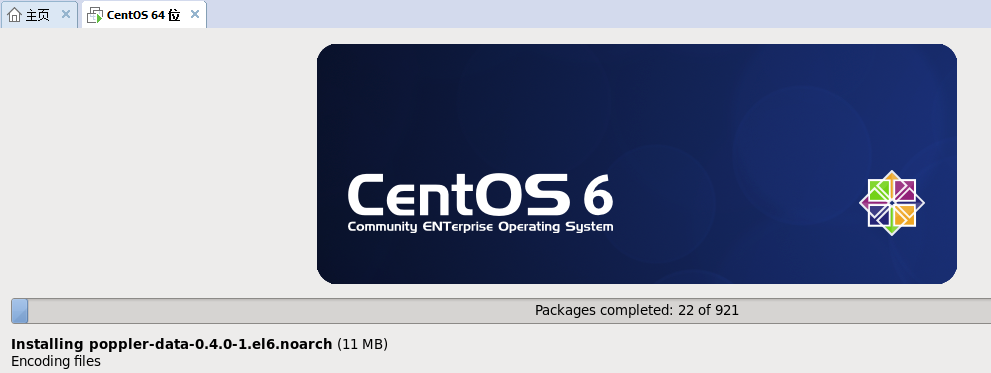 主页
CentOS 64 位
CentOS 6
Community ENTerprise Operating System
Packages completed: 22 of 921
Installing poppler-data-0.4.0-1.el6.noarch (11 MB)
Encoding files